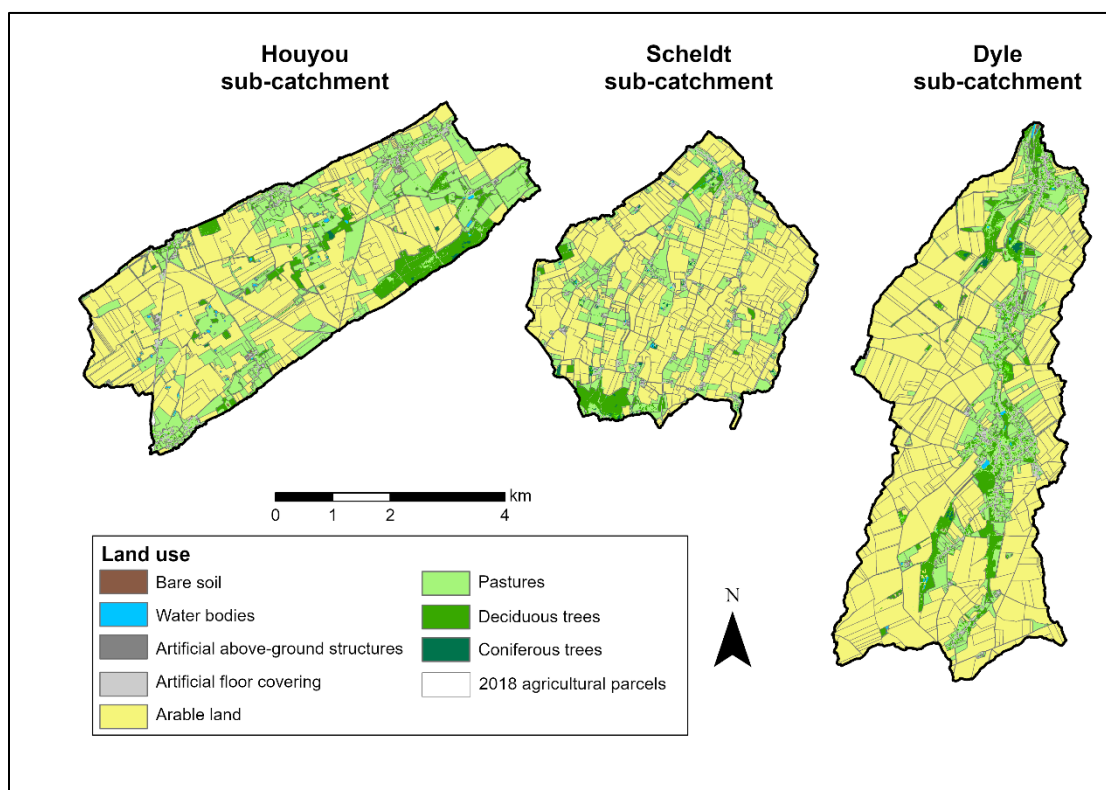 Houyou
sub-catchment
Scheldt
sub-catchment
Dyle
sub-catchment
km
0 1 2 4
Land use
Bare soil
Water bodies
Artificial above-ground structures
Artificial floor covering
Arable land
Pastures
Deciduous trees
Coniferous trees
2018 agricultural parcels
N